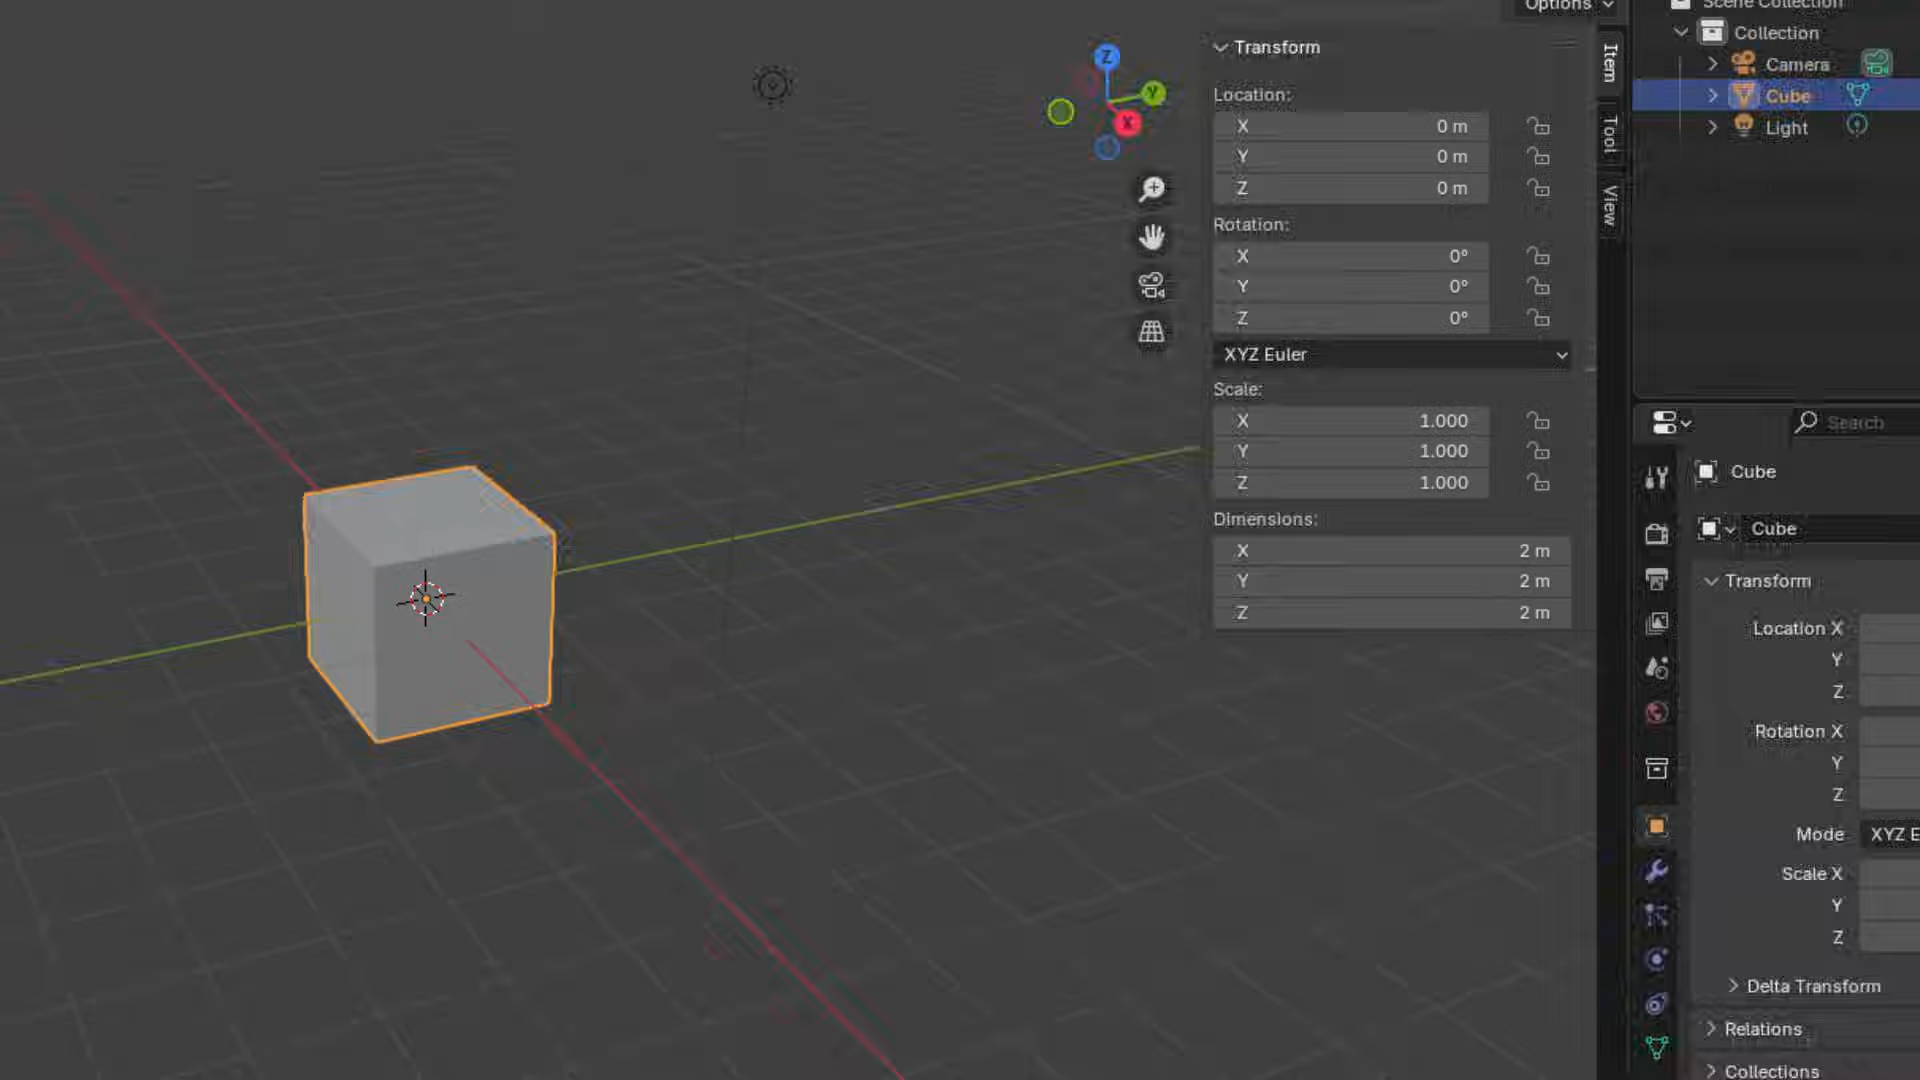 Options
Z
Y
X
Transform
Location:
X 0 m
Y 0 m
Z 0 m
Rotation:
X 0°
Y 0°
Z 0°
XYZ Euler
Scale:
X 1.000
Y 1.000
Z 1.000
Dimensions:
X 2 m
Y 2 m
Z 2 m
Item
Tool
View
Scene Collection
Collection
Camera
Cube
Light
Search
Cube
Cube
Transform
Location X
Y
Z
Rotation X
Y
Z
Mode XYZ E
Scale X
Y
Z
Delta Transform
Relations
Collections